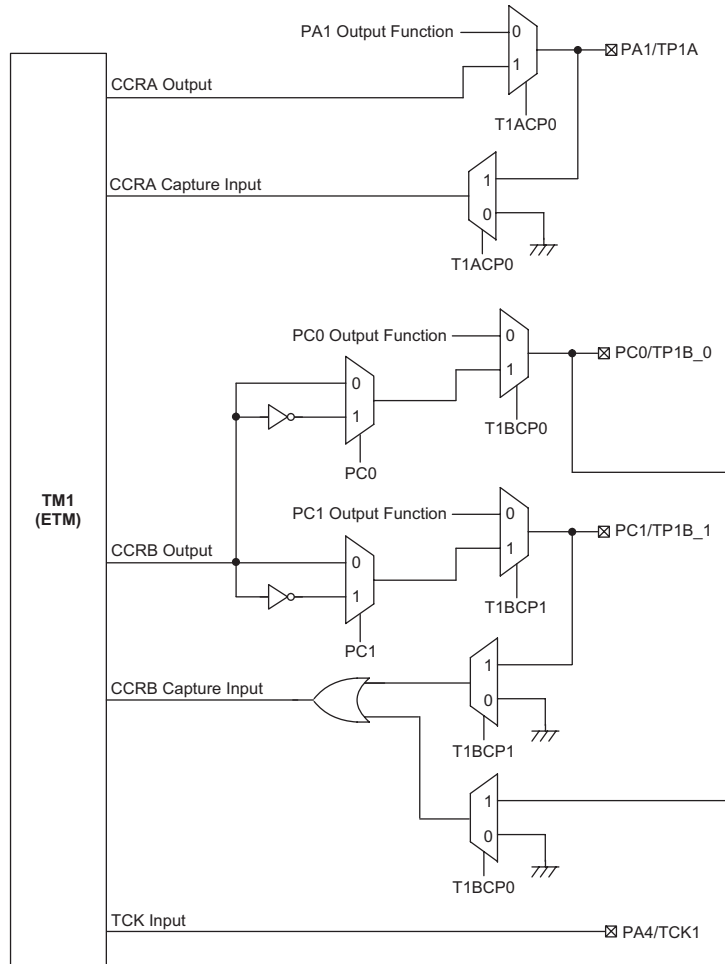 PA1 Output Function
0
1
PA1/TP1A
CCRA Output
T1ACP0
CCRA Capture Input
1
0
T1ACP0
PC0 Output Function
0
1
PC0/TP1B_0
0
1
T1BCP0
PC0
TM1
(ETM)
PC1 Output Function
0
1
PC1/TP1B_1
CCRB Output
0
1
T1BCP1
PC1
CCRB Capture Input
1
0
T1BCP1
1
0
T1BCP0
TCK Input
PA4/TCK1